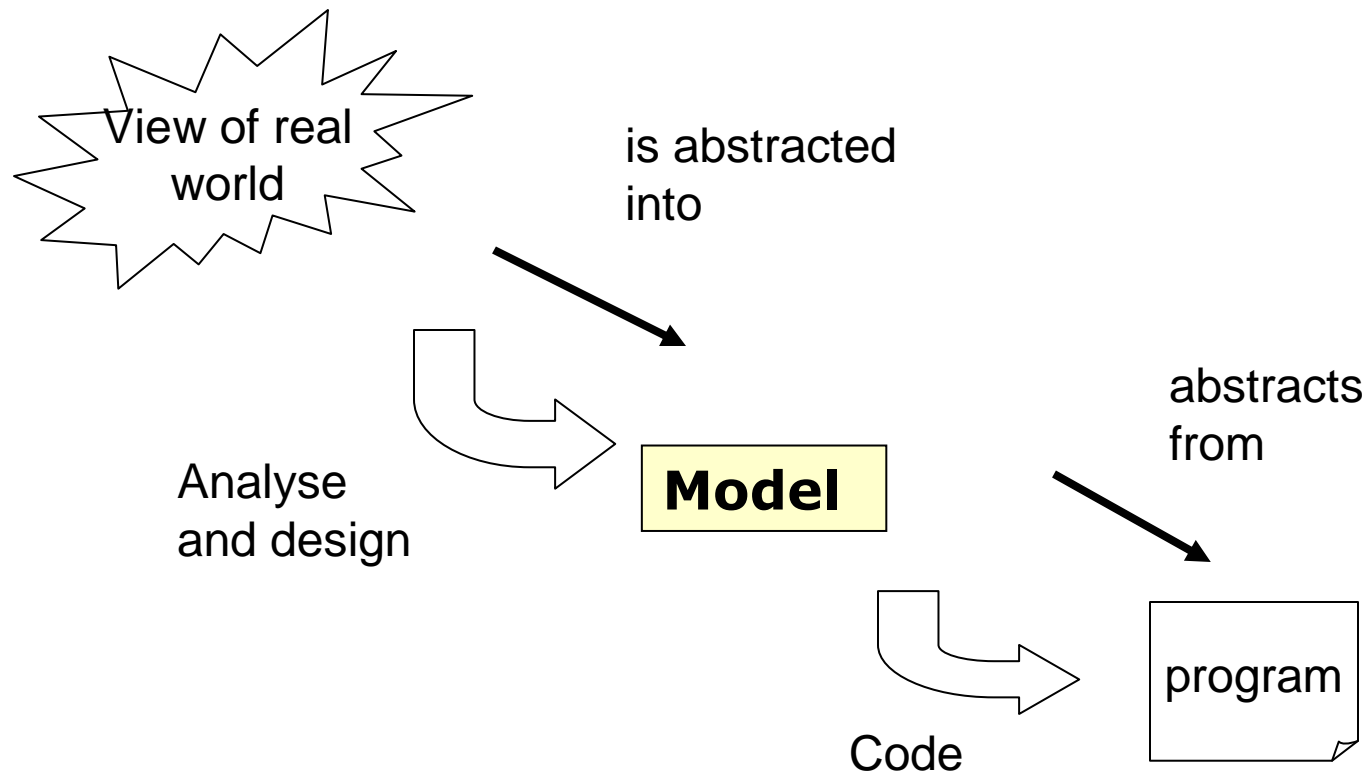 View of real
world
is abstracted
into
Analyse
and design
Model
abstracts
from
Code
program